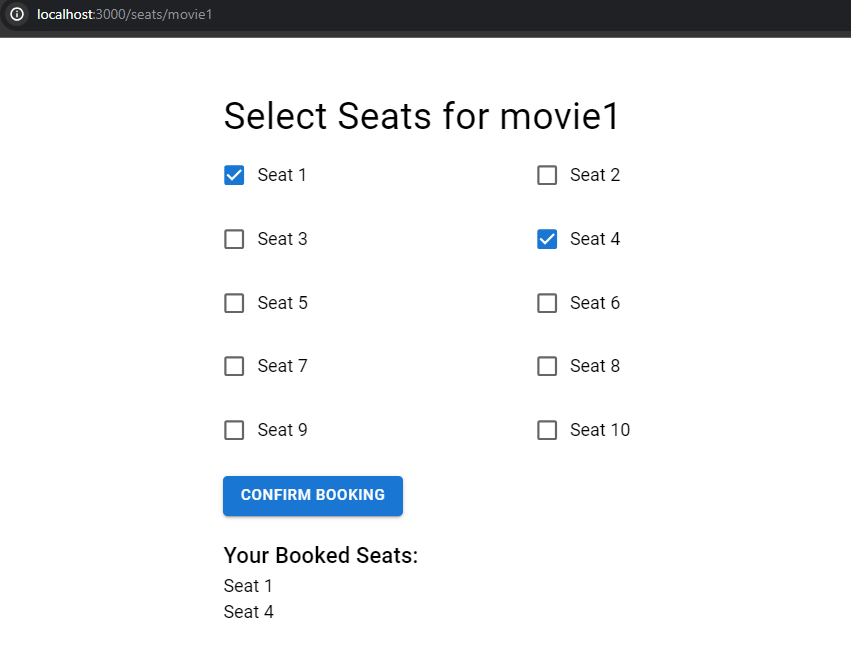 localhost:3000/seats/movie1
Select Seats for movie1
Seat 1 Seat 2
Seat 3 Seat 4
Seat 5 Seat 6
Seat 7 Seat 8
Seat 9 Seat 10
CONFIRM BOOKING
Your Booked Seats:
Seat 1
Seat 4